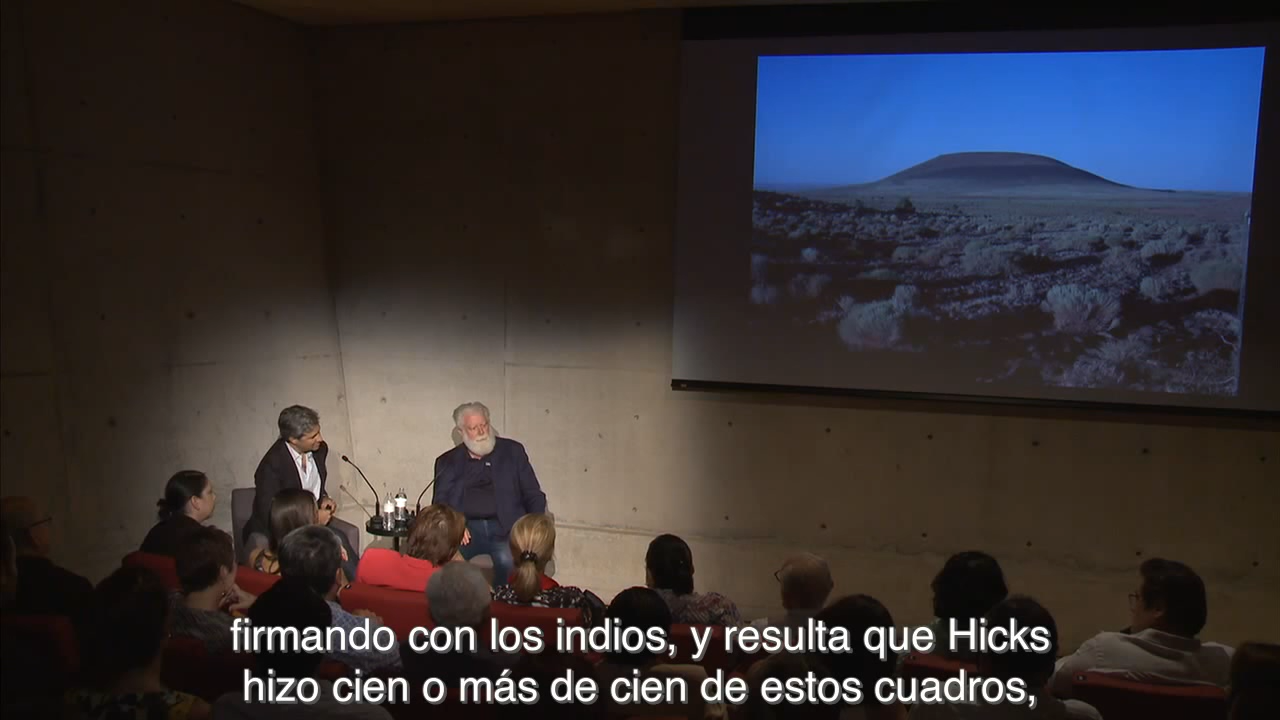 firmando con los indios, y resulta que Hicks
hizo cien o más de cien de estos cuadros,